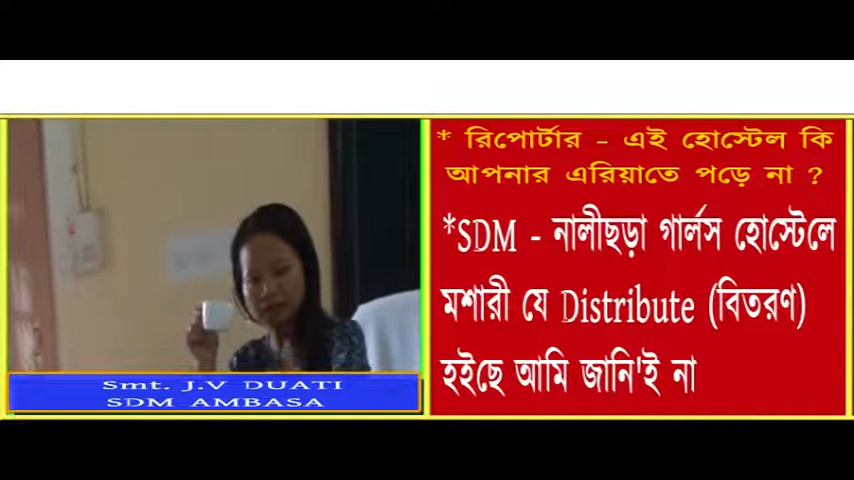 * রিপোর্টার - এই হোস্টেল কি
আপনার এরিয়াতে পড়ে না ?
*SDM - নালীছড়া গার্লস হোস্টেলে
মশারী যে Distribute (বিতরণ)
হইছে আমি জানি'ই না
Smt. J.V DUATI
SDM AMBASA